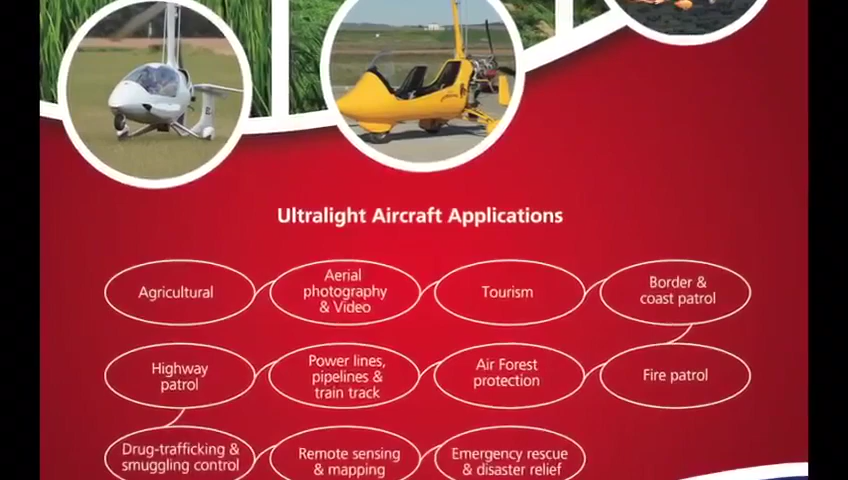 Ultralight Aircraft Applications
Agricultural
Aerial
photography
& Video
Tourism
Border &
coast patrol
Highway
patrol
Power lines,
pipelines &
train track
Air Forest
protection
Fire patrol
Drug-trafficking &
smuggling control
Remote sensing
& mapping
Emergency rescue
& disaster relief